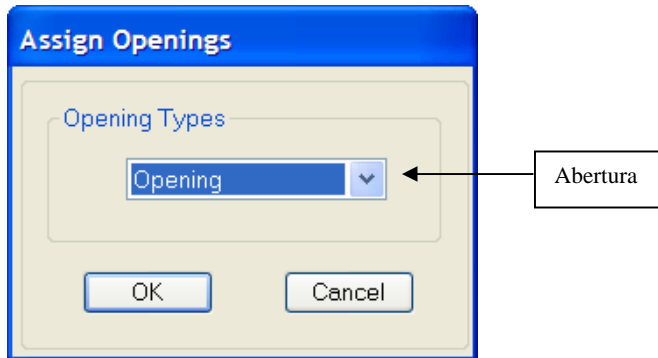 Assign Openings
Opening Types
Opening
Abertura
OK
Cancel